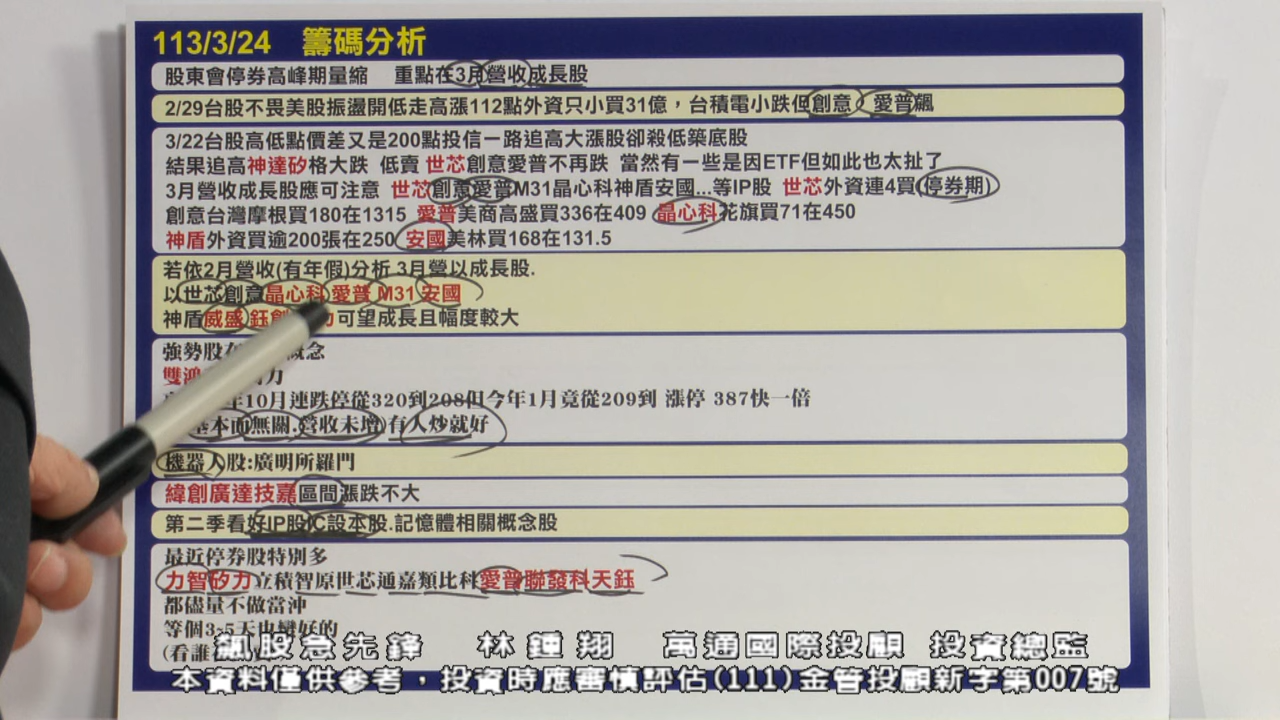 113/3/24 籌碼分析
股東會停券高峰期量縮 重點在3月營收成長股
2/29台股不畏美股振盪開低走高漲112點外資只小買31億，台積電小跌但創意 愛普飆
3/22台股高低點價差又是200點投信一路追高大漲股卻殺低築底股
結果追高神達矽格大跌 低賣 世芯創意愛普不再跌 當然有一些是因ETF但如此也太扯了
3月營收成長股應可注意 世芯創意愛普M31晶心科神盾安國...等IP股 世芯外資連4買(停券期)
創意台灣摩根買180在1315 愛普美商高盛買336在409 晶心科花旗買71在450
神盾外資買逾200張在250 安國美林買168在131.5
若依2月營收(有年假)分析 3月營以成長股.
以世芯創意晶心科 愛普 M31 安國
神盾威盛 鈺創 可望成長且幅度較大
強勢股在 概念
雙鴻 力
年10月連跌停從320到208但今年1月竟從209到 漲停 387快一倍
基本面無關.營收未增)有人炒就好
機器人股:廣明所羅門
緯創廣達技嘉區間漲跌不大
第二季看好IP股IC設本股.記憶體相關概念股
最近停券股特別多
力智矽力立積智原世芯通嘉類比科愛普聯發科天鈺
都儘量不做當沖
等個3-5天也蠻好的
(看誰
飆股急先鋒 林鍾翔 萬通國際投顧 投資總監
本資料僅供參考，投資時應審慎評估(111)金管投顧新字第007號